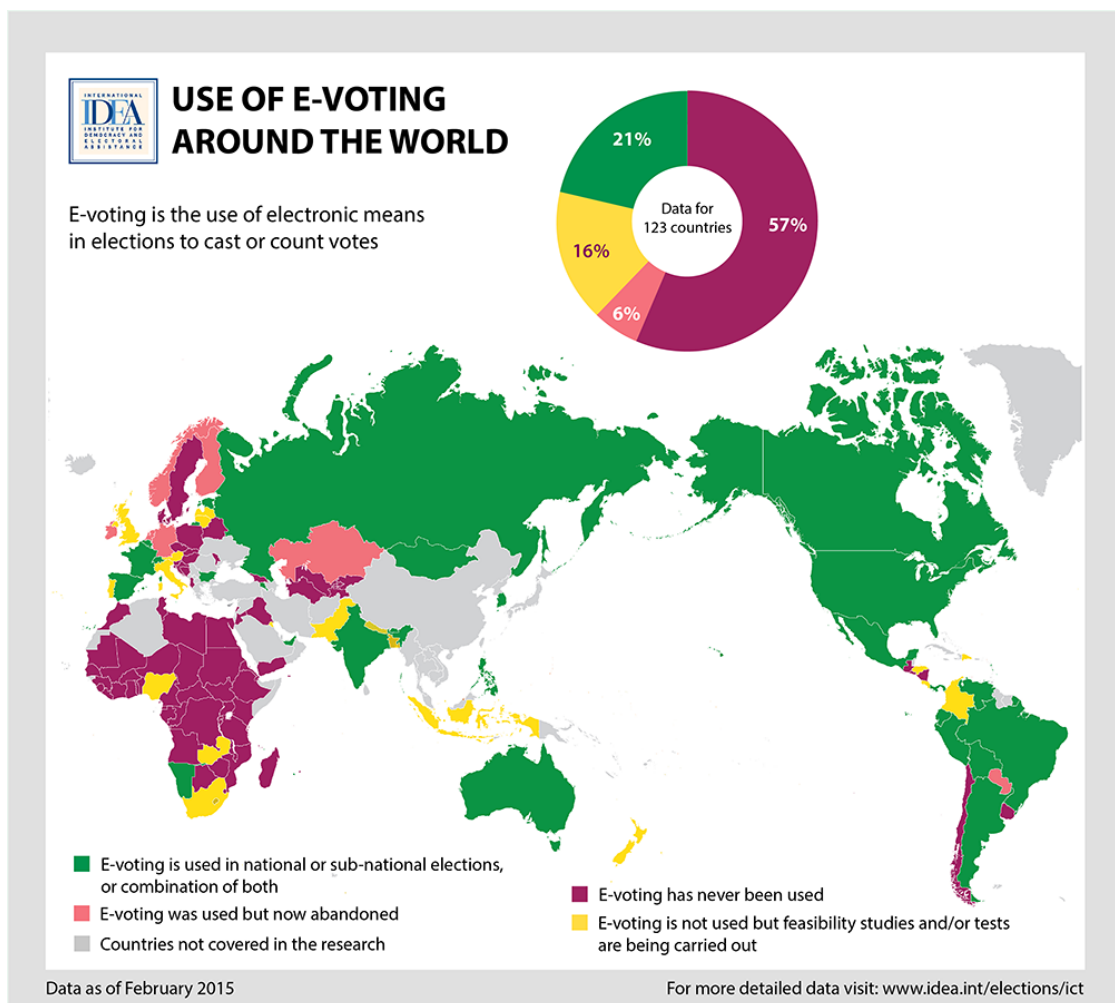 INTERNATIONAL
IDEA
INSTITUTE FOR
DEMOCRACY AND
ELECTORAL
ASSISTANCE
USE OF E-VOTING
AROUND THE WORLD
E-voting is the use of electronic means
in elections to cast or count votes
21%
57%
16%
6%
Data for
123 countries
E-voting is used in national or sub-national elections,
or combination of both
E-voting was used but now abandoned
Countries not covered in the research
E-voting has never been used
E-voting is not used but feasibility studies and/or tests
are being carried out
Data as of February 2015
For more detailed data visit: www.idea.int/elections/ict